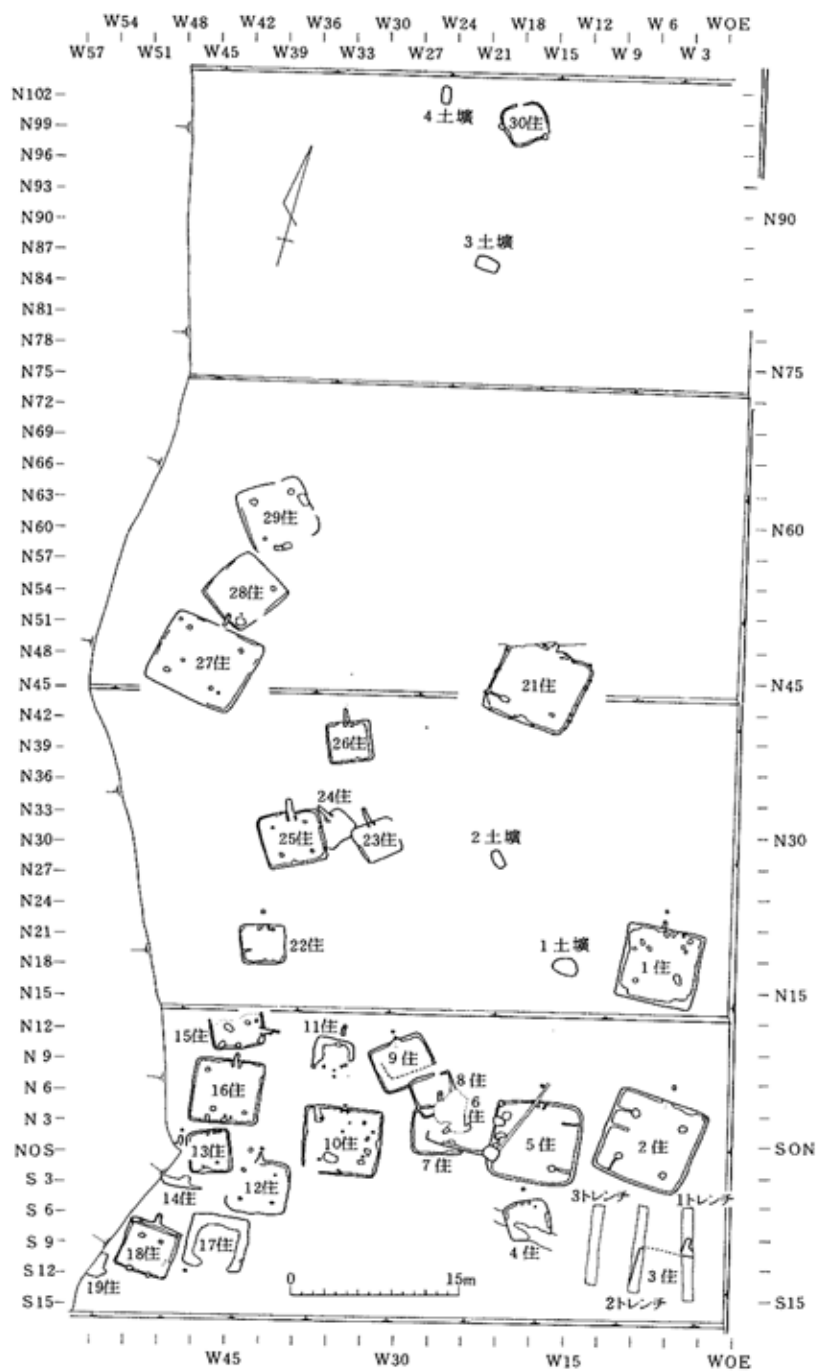 W54 W48 W42 W36 W30 W24 W18 W12 W 6 WOE
W57 W51 W45 W39 W33 W27 W21 W15 W 9 W 3
N102
4土壙
30住
N99
N96
N93
N90
N90
N87
3土壙
N84
N81
N78
N75
N75
N72
N69
N66
N63
29住
N60
N60
N57
28住
N54
N51
N48
27住
21住
N45
N45
N42
26住
N39
N36
N33
24住
25住
23住
2土壙
N30
N30
N27
N24
N21
22住
1土壙
1住
N18
N15
N15
N12
15住
11住
N 9
9住
N 6
16住
8住
6住
N 3
10住
5住
2住
NOS
13住
7住
SON
S 3
12住
14住
3トレンチ
1トレンチ
S 6
4住
S 9
18住
17住
3住
S12
19住
0 15m
2トレンチ
S15
S15
W45 W30 W15 WOE